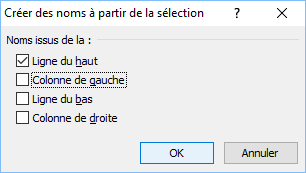 Créer des noms à partir de la sélection
? ×
Noms issus de la :
Ligne du haut
Colonne de gauche
Ligne du bas
Colonne de droite
OK Annuler